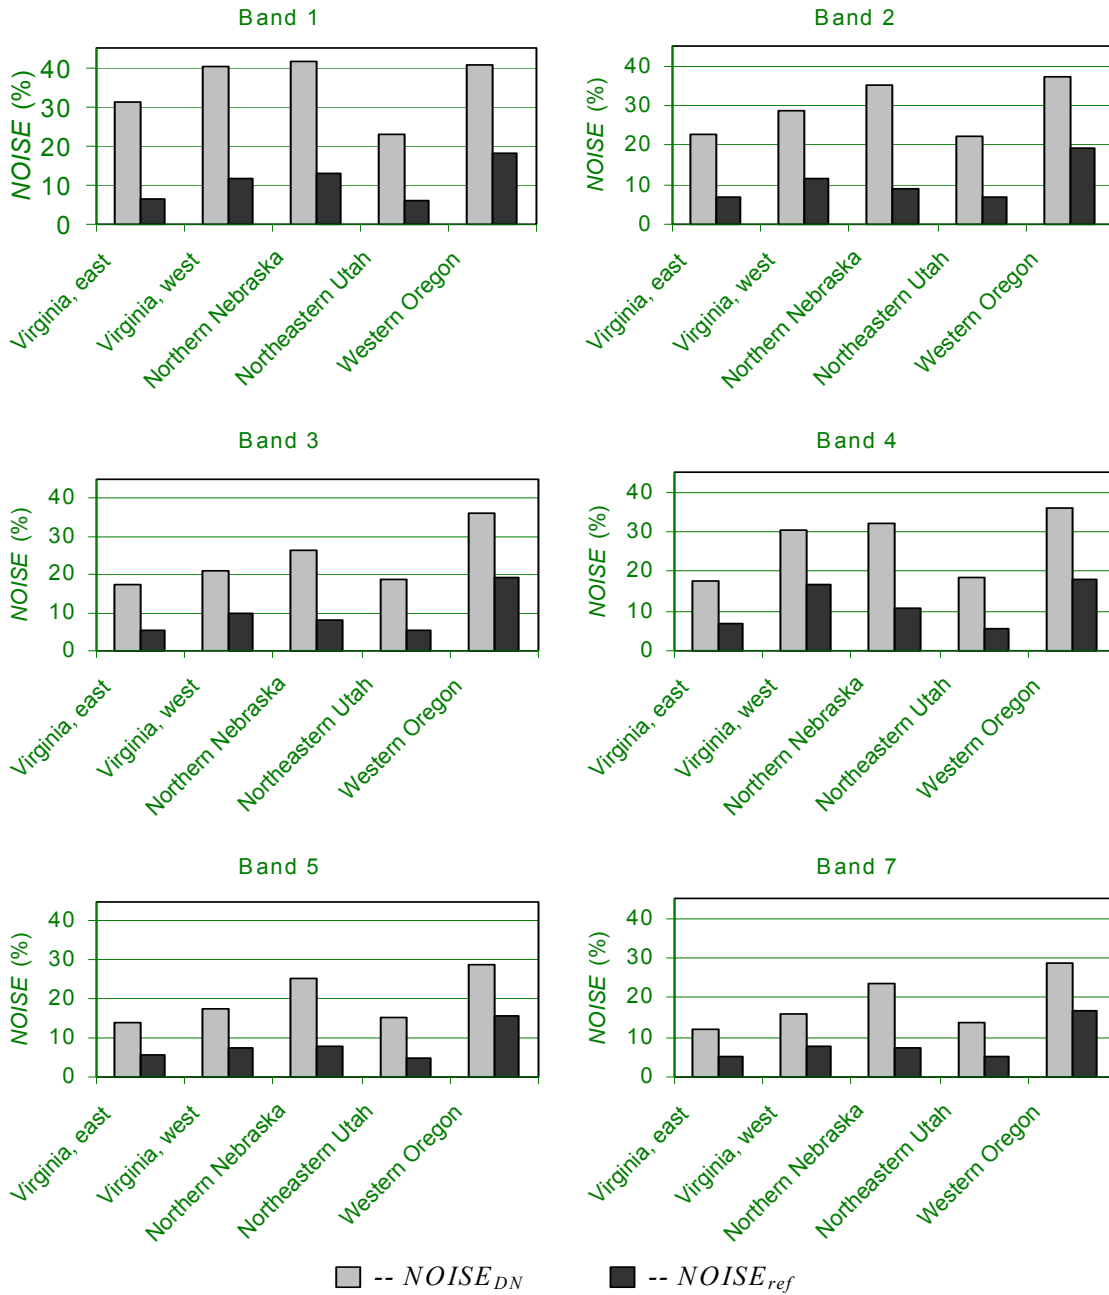 Band 1
NOISE (%)
40
30
20
10
0
Virginia, east
Virginia, west
Northern Nebraska
Northeastern Utah
Western Oregon
Band 2
NOISE (%)
40
30
20
10
0
Virginia, east
Virginia, west
Northern Nebraska
Northeastern Utah
Western Oregon
Band 3
NOISE (%)
40
30
20
10
0
Virginia, east
Virginia, west
Northern Nebraska
Northeastern Utah
Western Oregon
Band 4
NOISE (%)
40
30
20
10
0
Virginia, east
Virginia, west
Northern Nebraska
Northeastern Utah
Western Oregon
Band 5
NOISE (%)
40
30
20
10
0
Virginia, east
Virginia, west
Northern Nebraska
Northeastern Utah
Western Oregon
Band 7
NOISE (%)
40
30
20
10
0
Virginia, east
Virginia, west
Northern Nebraska
Northeastern Utah
Western Oregon
-- NOISE_DN -- NOISE_ref